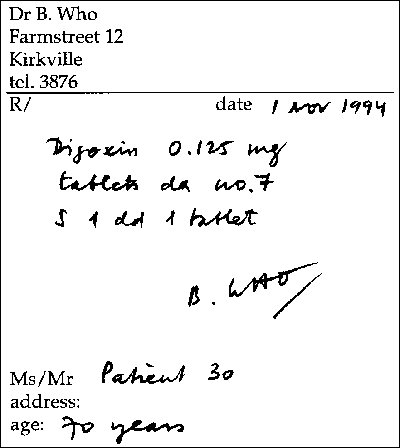 Dr B. Who
Farmstreet 12
Kirkville
tel. 3876
R/ date 1 Nov 1994
Digoxin 0.125 mg
tablets da no.7
S 1 dd 1 tablet
B. WHO
Ms/Mr Patient 30
address:
age: 70 years